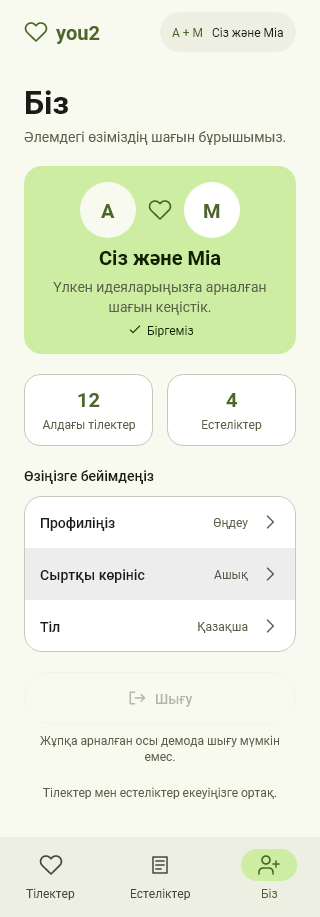 you2
A + M Сіз және Міа
Біз
Әлемдегі өзіміздің шағын бұрышымыз.
A
M
Сіз және Міа
Үлкен идеяларыңызға арналған
шағын кеңістік.
Біргеміз
12
Алдағы тілектер
4
Естеліктер
Өзіңізге бейімдеңіз
Профиліңіз Өңдеу
Сыртқы көрініс Ашық
Тіл Қазақша
Шығу
Жұпқа арналған осы демода шығу мүмкін
емес.
Тілектер мен естеліктер екеуіңізге ортақ.
Тілектер
Естеліктер
Біз